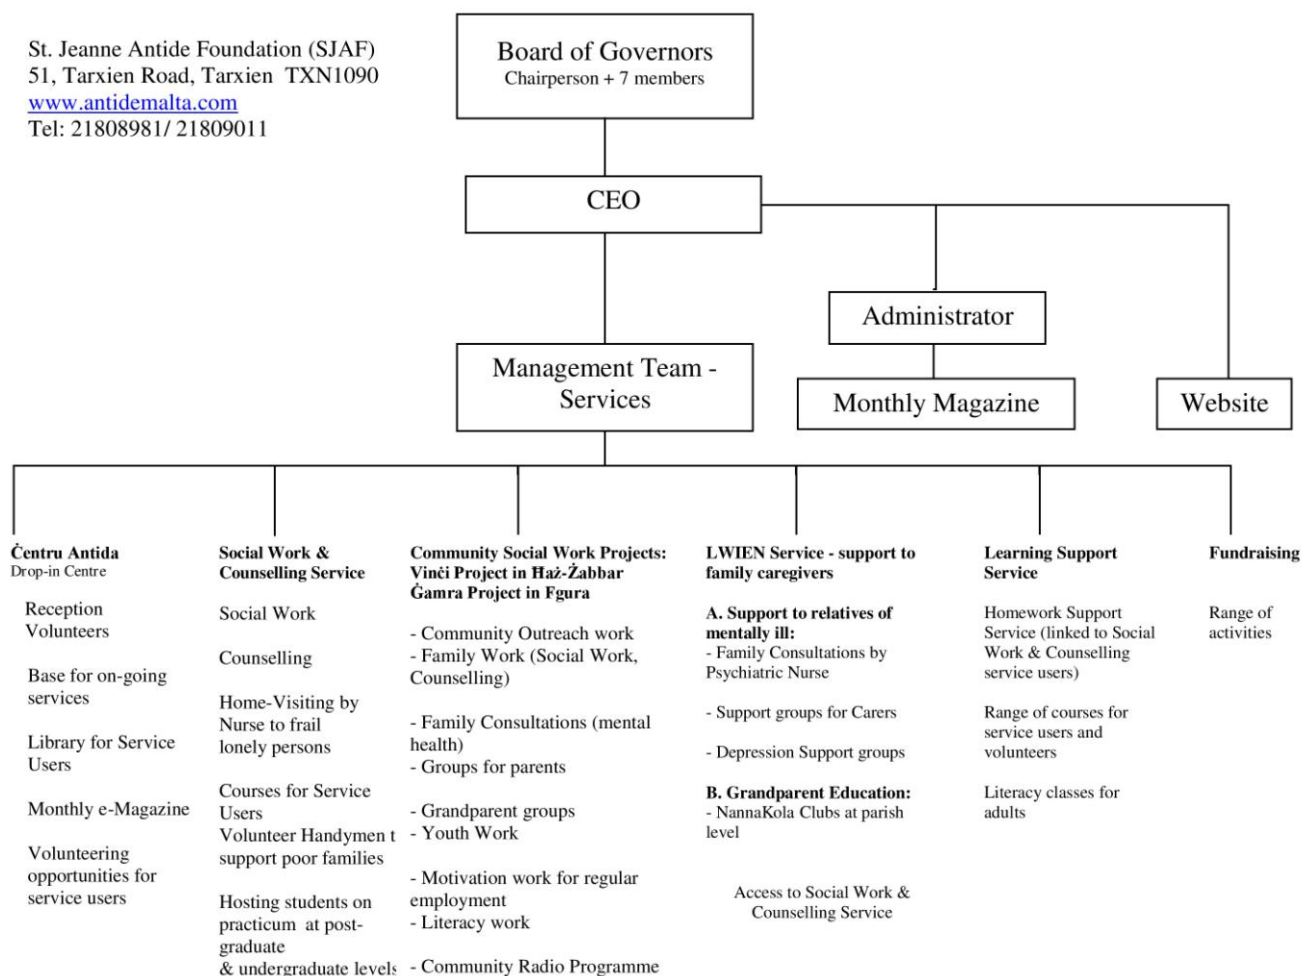 St. Jeanne Antide Foundation (SJAF)
51, Tarxien Road, Tarxien TXN1090
www.antidemalta.com
Tel: 21808981/ 21809011
Board of Governors
Chairperson + 7 members
CEO
Administrator
Management Team -
Services
Monthly Magazine
Website
Ċentru Antida
Drop-in Centre
Reception
Volunteers
Base for on-going
services
Library for Service
Users
Monthly e-Magazine
Volunteering
opportunities for
service users
Social Work &
Counselling Service
Social Work
Counselling
Home-Visiting by
Nurse to frail
lonely persons
Courses for Service
Users
Volunteer Handymen t
support poor families
Hosting students on
practicum at post-
graduate
& undergraduate levels
Community Social Work Projects:
Vinċi Project in Ħaż-Żabbar
Ġamra Project in Fgura
- Community Outreach work
- Family Work (Social Work,
Counselling)
- Family Consultations (mental
health)
- Groups for parents
- Grandparent groups
- Youth Work
- Motivation work for regular
employment
- Literacy work
- Community Radio Programme
LWIEN Service - support to
family caregivers
A. Support to relatives of
mentally ill:
- Family Consultations by
Psychiatric Nurse
- Support groups for Carers
- Depression Support groups
B. Grandparent Education:
- NannaKola Clubs at parish
level
Access to Social Work &
Counselling Service
Learning Support
Service
Homework Support
Service (linked to Social
Work & Counselling
service users)
Range of courses for
service users and
volunteers
Literacy classes for
adults
Fundraising
Range of
activities